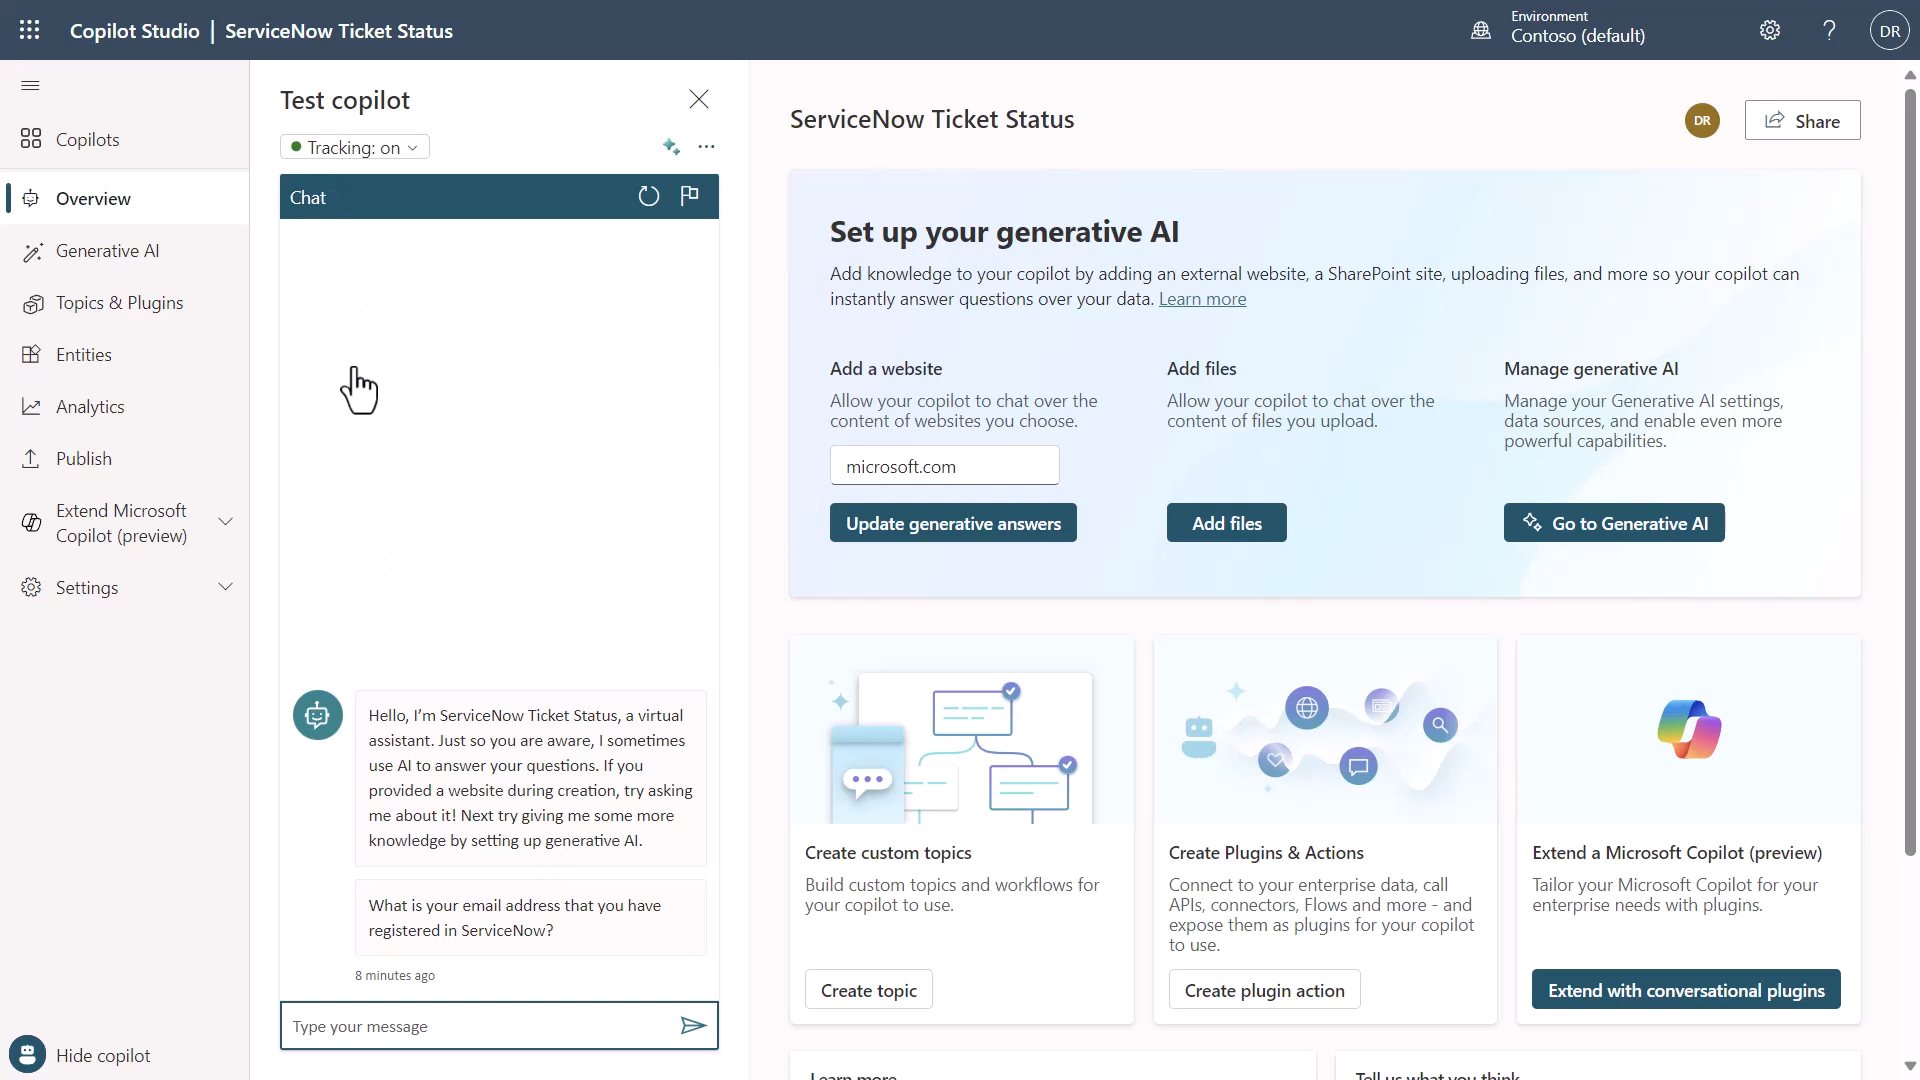 Copilot Studio | ServiceNow Ticket Status
Environment
Contoso (default)
DR
Copilots
Overview
Generative AI
Topics & Plugins
Entities
Analytics
Publish
Extend Microsoft
Copilot (preview)
Settings
Hide copilot
Test copilot
Tracking: on
Chat
Hello, I'm ServiceNow Ticket Status, a virtual
assistant. Just so you are aware, I sometimes
use AI to answer your questions. If you
provided a website during creation, try asking
me about it! Next try giving me some more
knowledge by setting up generative AI.
What is your email address that you have
registered in ServiceNow?
8 minutes ago
Type your message
ServiceNow Ticket Status
DR
Share
Set up your generative AI
Add knowledge to your copilot by adding an external website, a SharePoint site, uploading files, and more so your copilot can
instantly answer questions over your data. Learn more
Add a website
Allow your copilot to chat over the
content of websites you choose.
microsoft.com
Update generative answers
Add files
Allow your copilot to chat over the
content of files you upload.
Add files
Manage generative AI
Manage your Generative AI settings,
data sources, and enable even more
powerful capabilities.
Go to Generative AI
Create custom topics
Build custom topics and workflows for
your copilot to use.
Create topic
Create Plugins & Actions
Connect to your enterprise data, call
APIs, connectors, Flows and more - and
expose them as plugins for your copilot
to use.
Create plugin action
Extend a Microsoft Copilot (preview)
Tailor your Microsoft Copilot for your
enterprise needs with plugins.
Extend with conversational plugins
Learn more
Tell us what you think